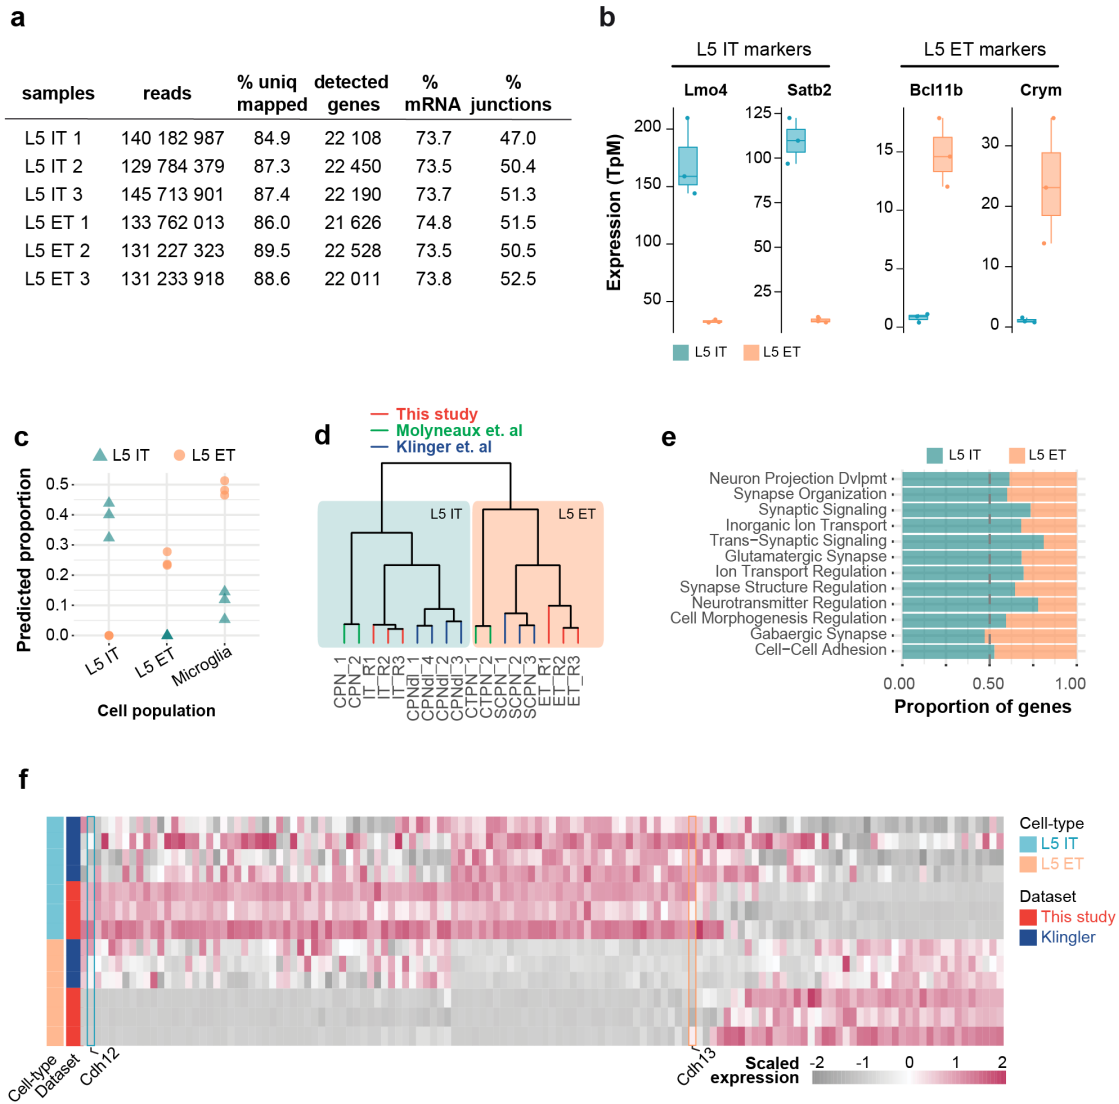 a
samples reads % uniq mapped detected genes % mRNA % junctions
L5 IT 1 140 182 987 84.9 22 108 73.7 47.0
L5 IT 2 129 784 379 87.3 22 450 73.5 50.4
L5 IT 3 145 713 901 87.4 22 190 73.7 51.3
L5 ET 1 133 762 013 86.0 21 626 74.8 51.5
L5 ET 2 131 227 323 89.5 22 528 73.5 50.5
L5 ET 3 131 233 918 88.6 22 011 73.8 52.5
b
L5 IT markers L5 ET markers
Lmo4 Satb2 Bcl11b Crym
Expression (TpM)
200
150
100
50
125
100
75
50
25
15
10
5
0
30
20
10
0
L5 IT L5 ET
c
L5 IT L5 ET
Predicted proportion
0.5
0.4
0.3
0.2
0.1
0.0
L5 IT
L5 ET
Microglia
Cell population
d
This study
Molyneaux et. al
Klinger et. al
L5 IT L5 ET
CPN_1
CPN_2
IT_R1
IT_R2
IT_R3
CPNdl_1
CPNdl_4
CPNdl_2
CPNdl_3
CTPN_1
CTPN_2
SCPN_1
SCPN_2
SCPN_3
ET_R1
ET_R2
ET_R3
e
L5 IT L5 ET
Neuron Projection Dvlpmt
Synapse Organization
Synaptic Signaling
Inorganic Ion Transport
Trans−Synaptic Signaling
Glutamatergic Synapse
Ion Transport Regulation
Synapse Structure Regulation
Neurotransmitter Regulation
Cell Morphogenesis Regulation
Gabaergic Synapse
Cell−Cell Adhesion
0.00 0.50 1.00
Proportion of genes
f
Cell-type
L5 IT
L5 ET
Dataset
This study
Klingler
Cell-type
Dataset
Cdh12
Cdh13
Scaled expression
-2 -1 0 1 2